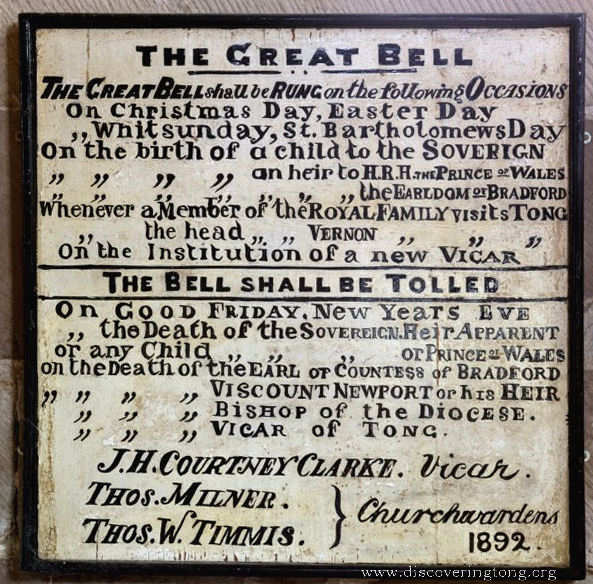 THE GREAT BELL
THE GREAT BELL shall be RUNG on the following OCCASIONS
On Christmas Day, Easter Day
,, Whitsunday, St. Bartholomews Day
On the birth of a child to the SOVERIGN
,, ,, ,, ,, an heir to H.R.H. THE PRINCE OF WALES
,, ,, ,, ,, ,, ,, the EARLDOM OF BRADFORD
Whenever a Member of the ROYAL FAMILY visits TONG
,, the head ,, ,, VERNON ,, ,, ,,
On the Institution of a new VICAR
THE BELL SHALL BE TOLLED
On GOOD FRIDAY, NEW YEARS EVE
,, the Death of the SOVEREIGN. Heir APPARENT
or any Child ,, ,, ,, or PRINCE OF WALES
on the Death of the EARL OF COUNTESS OF BRADFORD
,, ,, ,, ,, VISCOUNT NEWPORT or his HEIR
,, ,, ,, BISHOP of the DIOCESE.
,, ,, ,, VICAR of TONG.
J.H. COURTNEY CLARKE. Vicar.
THOS. MILNER.
THOS. W. TIMMIS. } Churchwardens
1892.
www.discoveringtong.org